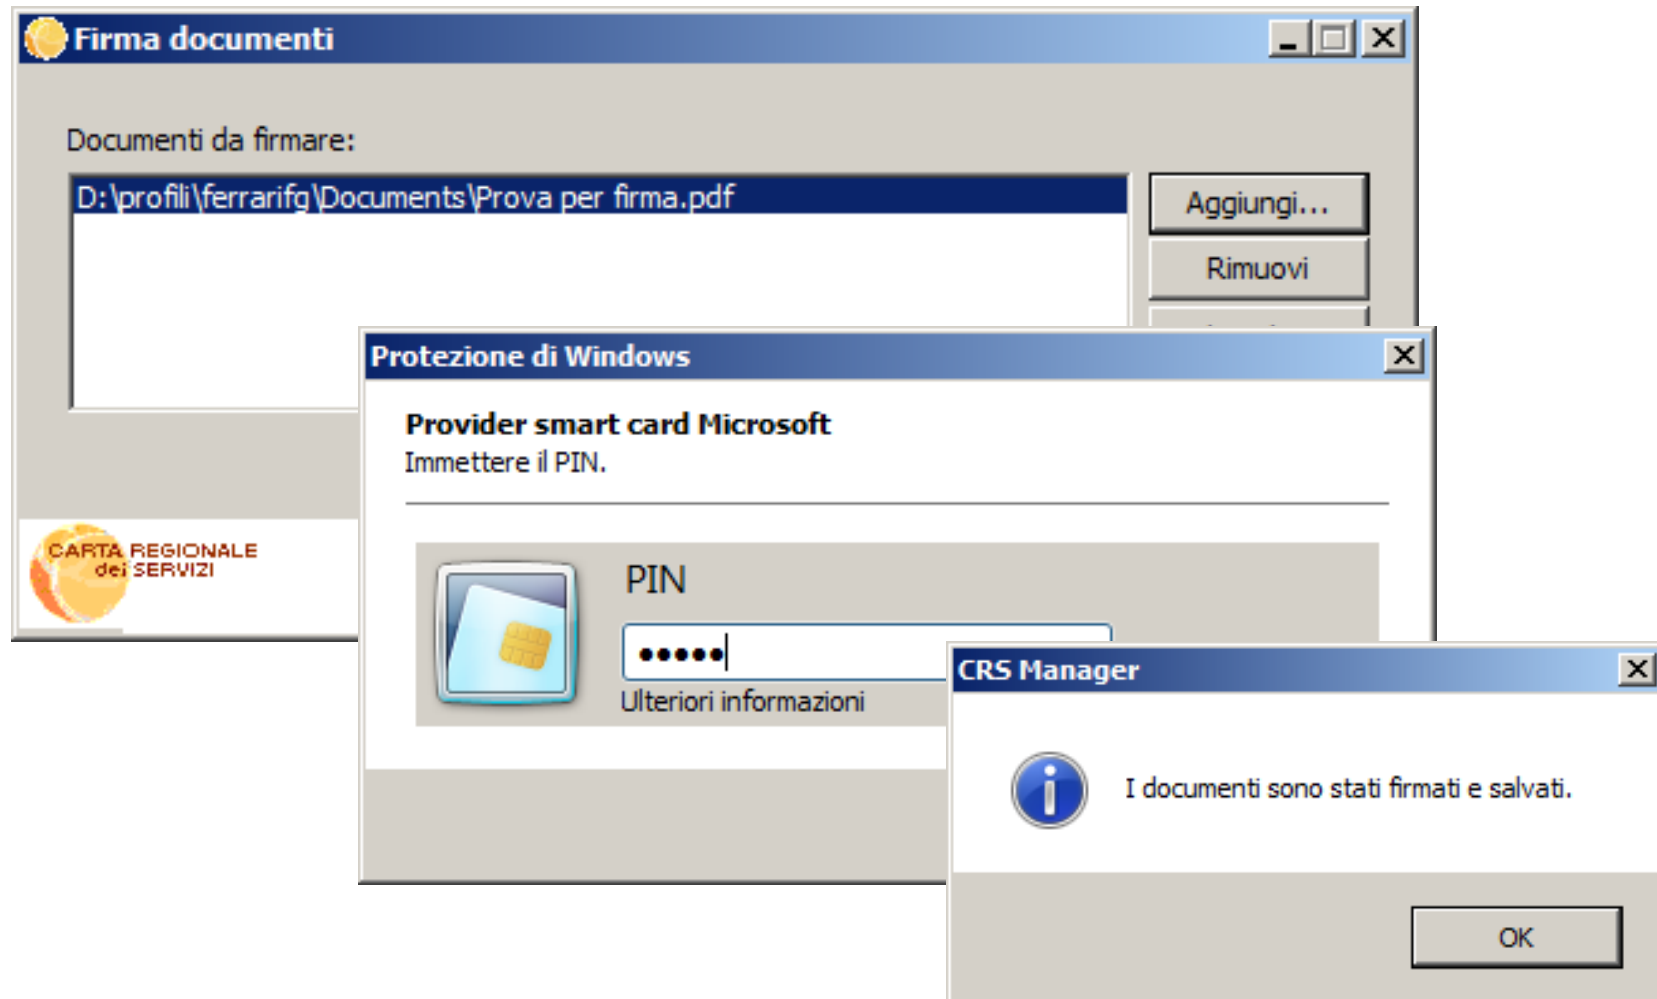 Firma documenti
Documenti da firmare:
D:\profili\ferrarifg\Documents\Prova per firma.pdf
Aggiungi...
Rimuovi
Protezione di Windows
Provider smart card Microsoft
Immettere il PIN.
CARTA REGIONALE
dei SERVIZI
PIN
Ulteriori informazioni
CRS Manager
I documenti sono stati firmati e salvati.
OK